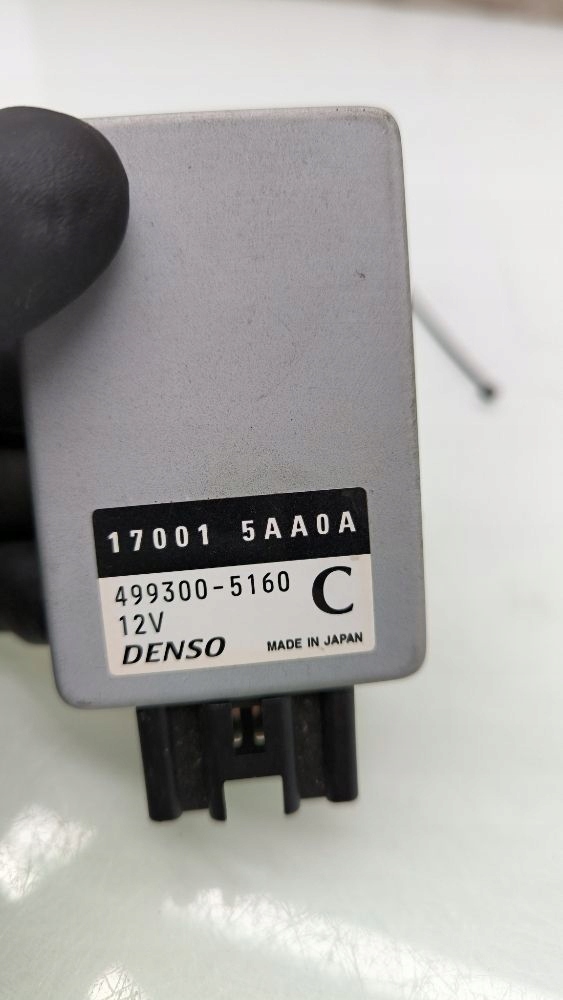 17001 5AA0A
499300-5160 C
12V
DENSO MADE IN JAPAN